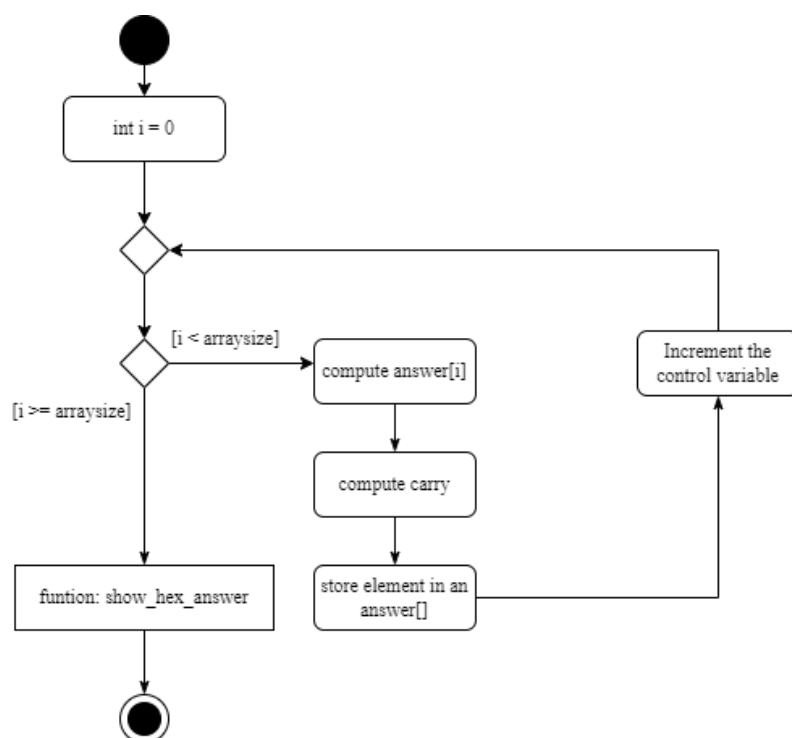 int i = 0
[i < arraysize]
compute answer[i]
Increment the
control variable
[i >= arraysize]
compute carry
funtion: show_hex_answer
store element in an
answer[]